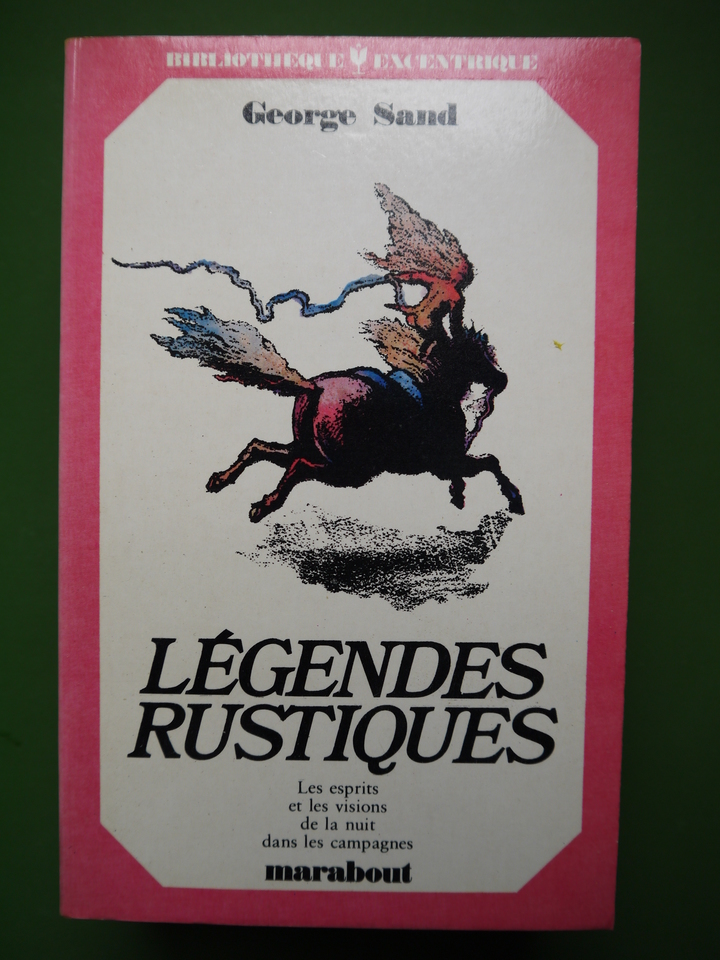 BIBLIOTHEQUE EXCENTRIQUE
George Sand
LÉGENDES
RUSTIQUES
Les esprits
et les visions
de la nuit
dans les campagnes
marabout